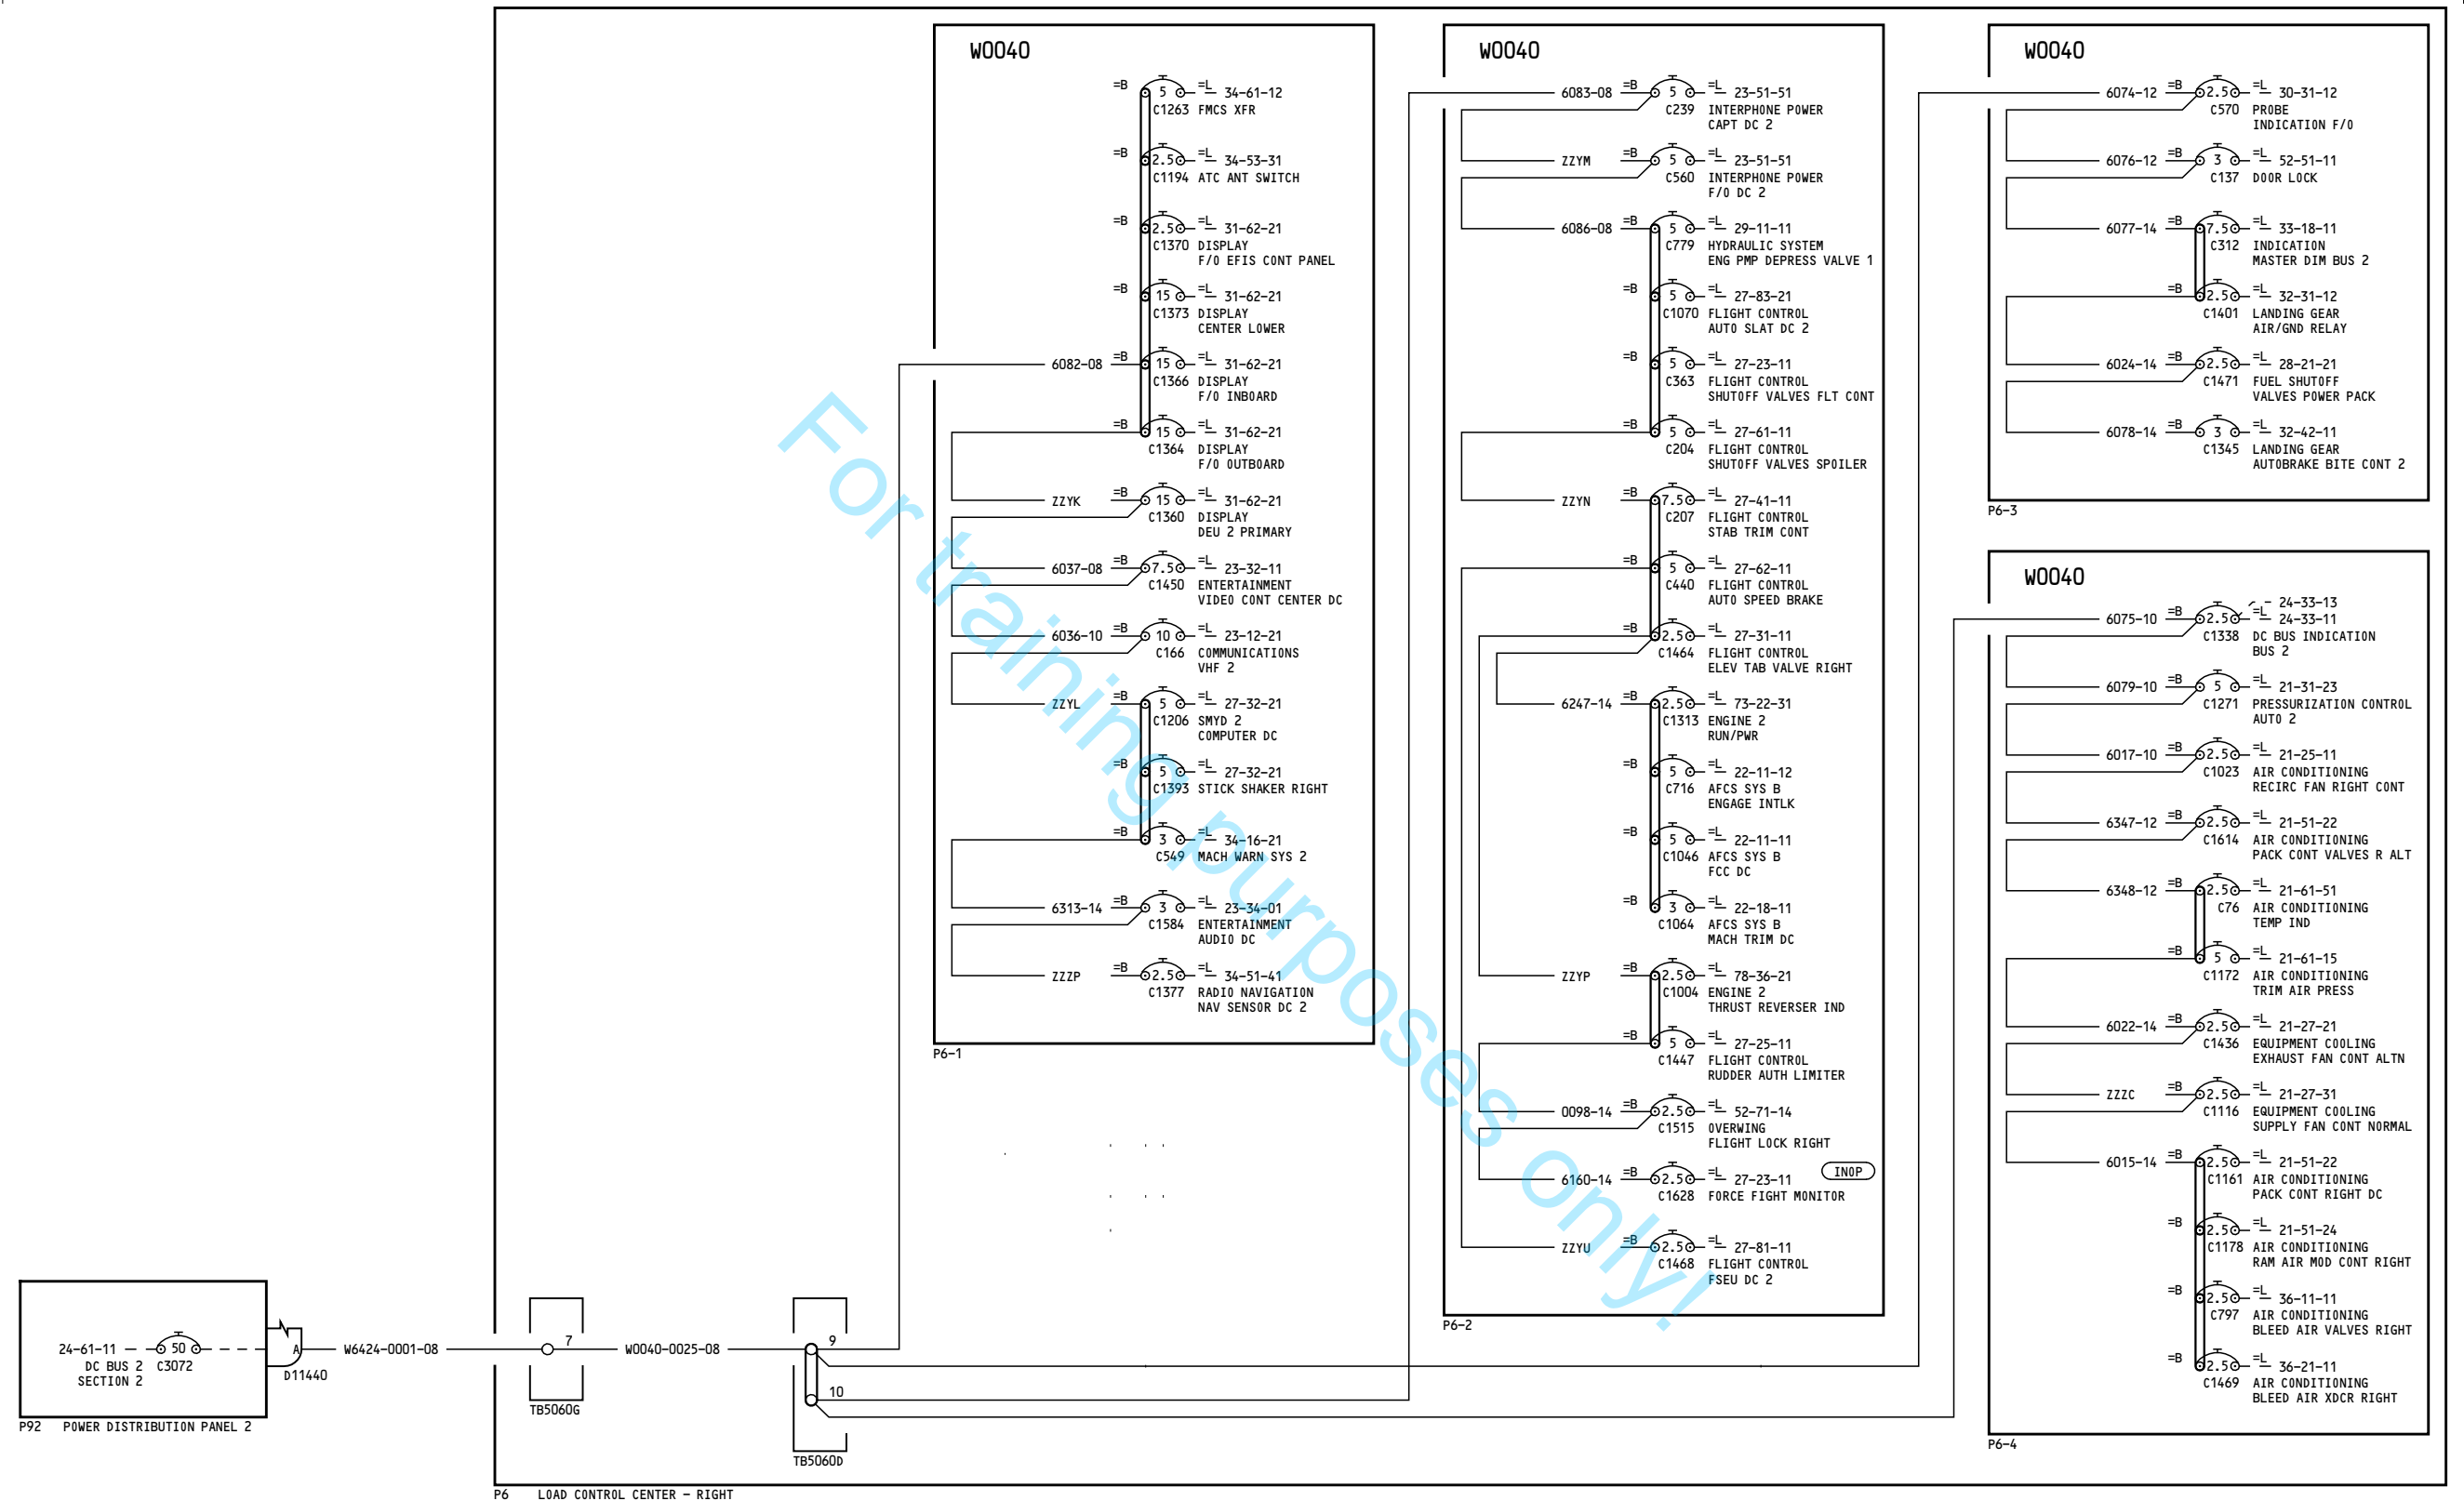 W0040
=B 5 =L 34-61-12
C1263 FMCS XFR
=B 2.5 =L 34-53-31
C1194 ATC ANT SWITCH
=B 2.5 =L 31-62-21
C1370 DISPLAY
F/O EFIS CONT PANEL
=B 15 =L 31-62-21
C1373 DISPLAY
CENTER LOWER
6082-08 =B 15 =L 31-62-21
C1366 DISPLAY
F/O INBOARD
=B 15 =L 31-62-21
C1364 DISPLAY
F/O OUTBOARD
ZZYK =B 15 =L 31-62-21
C1360 DISPLAY
DEU 2 PRIMARY
6037-08 =B 7.5 =L 23-32-11
C1450 ENTERTAINMENT
VIDEO CONT CENTER DC
6036-10 =B 10 =L 23-12-21
C166 COMMUNICATIONS
VHF 2
ZZYL =B 5 =L 27-32-21
C1206 SMYD 2
COMPUTER DC
=B 5 =L 27-32-21
C1393 STICK SHAKER RIGHT
=B 3 =L 34-16-21
C549 MACH WARN SYS 2
6313-14 =B 3 =L 23-34-01
C1584 ENTERTAINMENT
AUDIO DC
ZZZP =B 2.5 =L 34-51-41
C1377 RADIO NAVIGATION
NAV SENSOR DC 2
P6-1
W0040
6083-08 =B 5 =L 23-51-51
C239 INTERPHONE POWER
CAPT DC 2
ZZYM =B 5 =L 23-51-51
C560 INTERPHONE POWER
F/O DC 2
6086-08 =B 5 =L 29-11-11
C779 HYDRAULIC SYSTEM
ENG PMP DEPRESS VALVE 1
=B 5 =L 27-83-21
C1070 FLIGHT CONTROL
AUTO SLAT DC 2
=B 5 =L 27-23-11
C363 FLIGHT CONTROL
SHUTOFF VALVES FLT CONT
=B 5 =L 27-61-11
C204 FLIGHT CONTROL
SHUTOFF VALVES SPOILER
ZZYN =B 7.5 =L 27-41-11
C207 FLIGHT CONTROL
STAB TRIM CONT
=B 5 =L 27-62-11
C440 FLIGHT CONTROL
AUTO SPEED BRAKE
=B 2.5 =L 27-31-11
C1464 FLIGHT CONTROL
ELEV TAB VALVE RIGHT
6247-14 =B 2.5 =L 73-22-31
C1313 ENGINE 2
RUN/PWR
=B 5 =L 22-11-12
C716 AFCS SYS B
ENGAGE INTLK
=B 5 =L 22-11-11
C1046 AFCS SYS B
FCC DC
=B 3 =L 22-18-11
C1064 AFCS SYS B
MACH TRIM DC
ZZYP =B 2.5 =L 78-36-21
C1004 ENGINE 2
THRUST REVERSER IND
=B 5 =L 27-25-11
C1447 FLIGHT CONTROL
RUDDER AUTH LIMITER
0098-14 =B 2.5 =L 52-71-14
C1515 OVERWING
FLIGHT LOCK RIGHT
INOP
6160-14 =B 2.5 =L 27-23-11
C1628 FORCE FIGHT MONITOR
ZZYU =B 2.5 =L 27-81-11
C1468 FLIGHT CONTROL
FSEU DC 2
P6-2
W0040
6074-12 =B 2.5 =L 30-31-12
C570 PROBE
INDICATION F/O
6076-12 =B 3 =L 52-51-11
C137 DOOR LOCK
6077-14 =B 7.5 =L 33-18-11
C312 INDICATION
MASTER DIM BUS 2
=B 2.5 =L 32-31-12
C1401 LANDING GEAR
AIR/GND RELAY
6024-14 =B 2.5 =L 28-21-21
C1471 FUEL SHUTOFF
VALVES POWER PACK
6078-14 =B 3 =L 32-42-11
C1345 LANDING GEAR
AUTOBRAKE BITE CONT 2
P6-3
W0040
24-33-13
6075-10 =B 2.5 =L 24-33-11
C1338 DC BUS INDICATION
BUS 2
6079-10 =B 5 =L 21-31-23
C1271 PRESSURIZATION CONTROL
AUTO 2
6017-10 =B 2.5 =L 21-25-11
C1023 AIR CONDITIONING
RECIRC FAN RIGHT CONT
6347-12 =B 2.5 =L 21-51-22
C1614 AIR CONDITIONING
PACK CONT VALVES R ALT
6348-12 =B 2.5 =L 21-61-51
C76 AIR CONDITIONING
TEMP IND
=B 5 =L 21-61-15
C1172 AIR CONDITIONING
TRIM AIR PRESS
6022-14 =B 2.5 =L 21-27-21
C1436 EQUIPMENT COOLING
EXHAUST FAN CONT ALTN
ZZZC =B 2.5 =L 21-27-31
C1116 EQUIPMENT COOLING
SUPPLY FAN CONT NORMAL
6015-14 =B 2.5 =L 21-51-22
C1161 AIR CONDITIONING
PACK CONT RIGHT DC
=B 2.5 =L 21-51-24
C1178 AIR CONDITIONING
RAM AIR MOD CONT RIGHT
=B 2.5 =L 36-11-11
C797 AIR CONDITIONING
BLEED AIR VALVES RIGHT
=B 2.5 =L 36-21-11
C1469 AIR CONDITIONING
BLEED AIR XDCR RIGHT
P6-4
24-61-11 50 A W6424-0001-08 7 W0040-0025-08 9
DC BUS 2 C3072
SECTION 2
D11440
10
TB5060G
P92 POWER DISTRIBUTION PANEL 2
TB5060D
P6 LOAD CONTROL CENTER - RIGHT
For training purposes only!